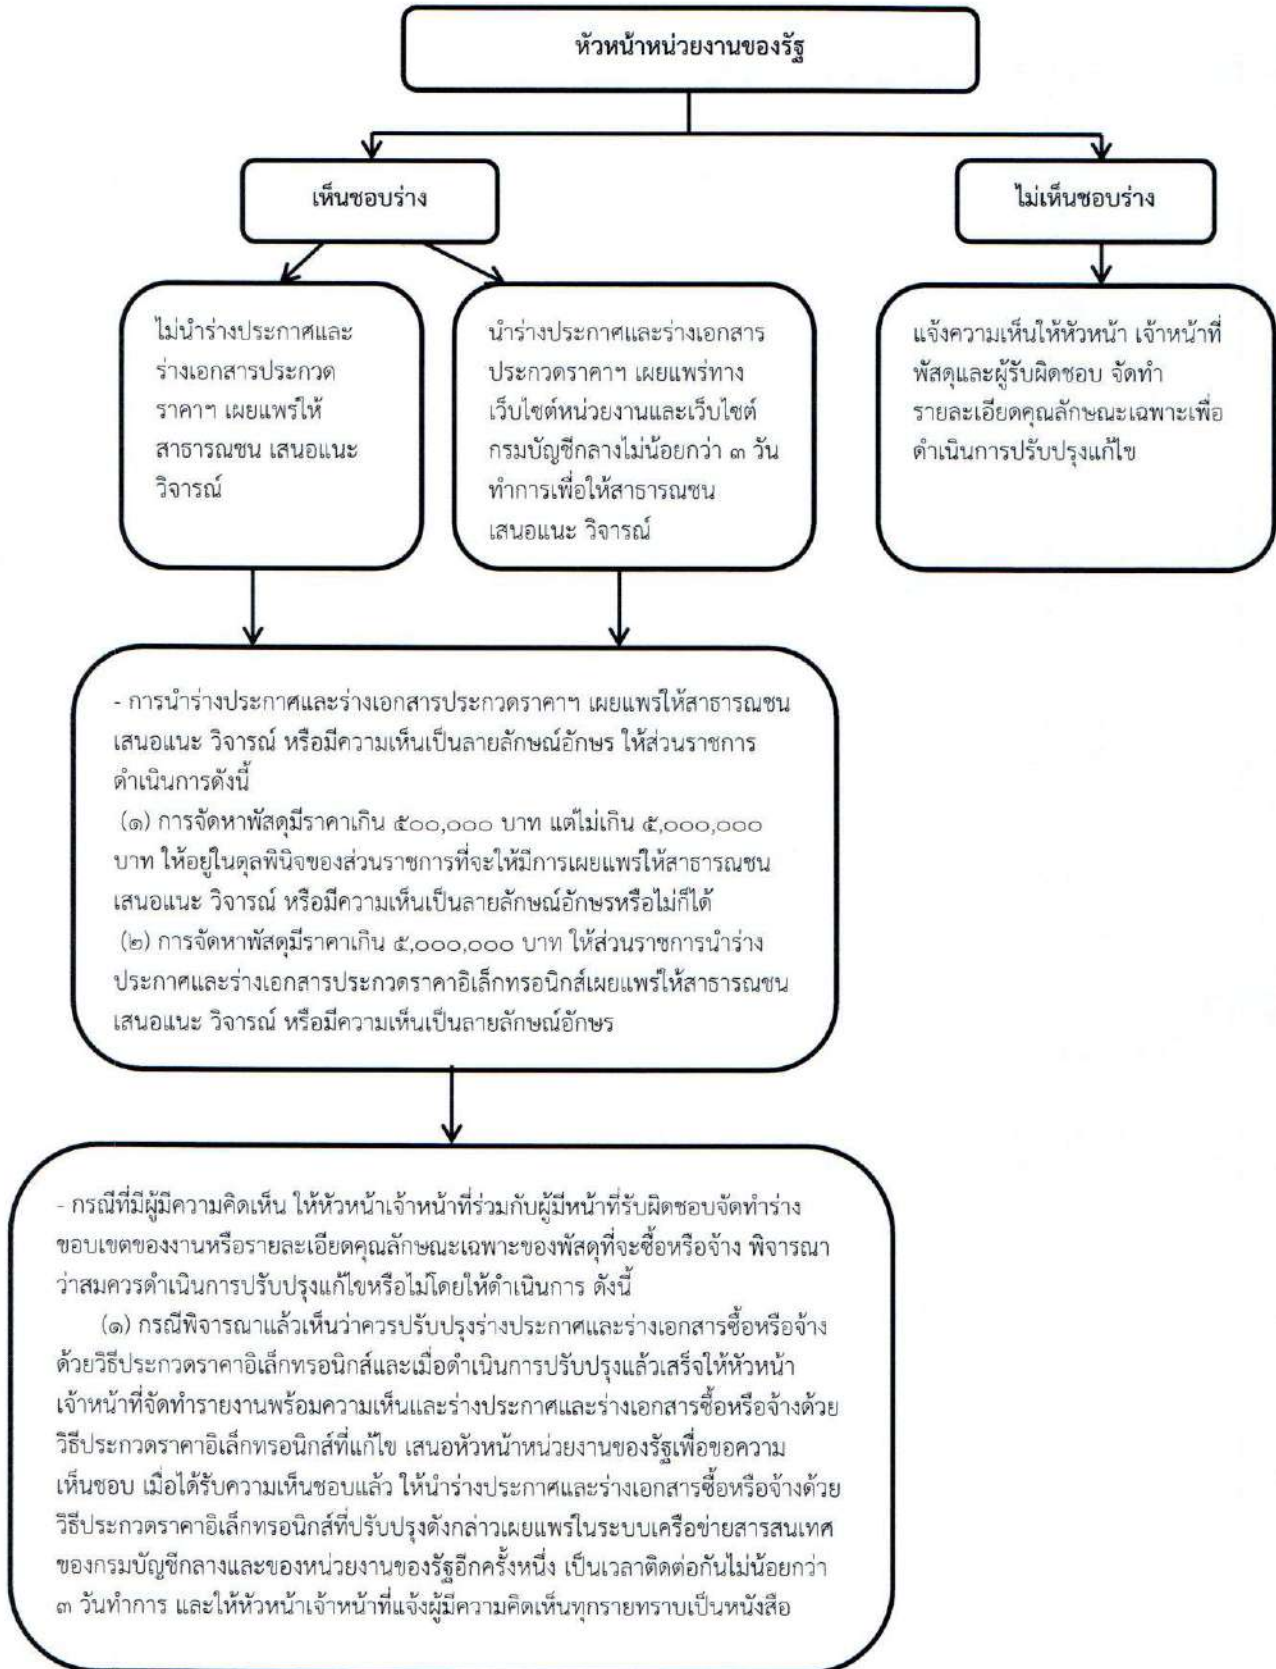 หัวหน้าหน่วยงานของรัฐ
เห็นชอบร่าง
ไม่เห็นชอบร่าง
ไม่นำร่างประกาศและ
ร่างเอกสารประกวด
ราคาฯ เผยแพร่ให้
สาธารณชน เสนอแนะ
วิจารณ์
นำร่างประกาศและร่างเอกสาร
ประกวดราคาฯ เผยแพร่ทาง
เว็บไซต์หน่วยงานและเว็บไซต์
กรมบัญชีกลางไม่น้อยกว่า ๓ วัน
ทำการเพื่อให้สาธารณชน
เสนอแนะ วิจารณ์
แจ้งความเห็นให้หัวหน้า เจ้าหน้าที่
พัสดุและผู้รับผิดชอบ จัดทำ
รายละเอียดคุณลักษณะเฉพาะเพื่อ
ดำเนินการปรับปรุงแก้ไข
- การนำร่างประกาศและร่างเอกสารประกวดราคาฯ เผยแพร่ให้สาธารณชน
เสนอแนะ วิจารณ์ หรือมีความเห็นเป็นลายลักษณ์อักษร ให้ส่วนราชการ
ดำเนินการดังนี้
(๑) การจัดหาพัสดุมีราคาเกิน ๕๐๐,๐๐๐ บาท แต่ไม่เกิน ๕,๐๐๐,๐๐๐
บาท ให้อยู่ในดุลพินิจของส่วนราชการที่จะให้มีการเผยแพร่ให้สาธารณชน
เสนอแนะ วิจารณ์ หรือมีความเห็นเป็นลายลักษณ์อักษรหรือไม่ก็ได้
(๒) การจัดหาพัสดุมีราคาเกิน ๕,๐๐๐,๐๐๐ บาท ให้ส่วนราชการนำร่าง
ประกาศและร่างเอกสารประกวดราคาอิเล็กทรอนิกส์เผยแพร่ให้สาธารณชน
เสนอแนะ วิจารณ์ หรือมีความเห็นเป็นลายลักษณ์อักษร
- กรณีที่มีผู้มีความคิดเห็น ให้หัวหน้าเจ้าหน้าที่ร่วมกับผู้มีหน้าที่รับผิดชอบจัดทำร่าง
ขอบเขตของงานหรือรายละเอียดคุณลักษณะเฉพาะของพัสดุที่จะซื้อหรือจ้าง พิจารณา
ว่าสมควรดำเนินการปรับปรุงแก้ไขหรือไม่โดยให้ดำเนินการ ดังนี้
(๑) กรณีพิจารณาแล้วเห็นว่าควรปรับปรุงร่างประกาศและร่างเอกสารซื้อหรือจ้าง
ด้วยวิธีประกวดราคาอิเล็กทรอนิกส์และเมื่อดำเนินการปรับปรุงแล้วเสร็จให้หัวหน้า
เจ้าหน้าที่จัดทำรายงานพร้อมความเห็นและร่างประกาศและร่างเอกสารซื้อหรือจ้างด้วย
วิธีประกวดราคาอิเล็กทรอนิกส์ที่แก้ไข เสนอหัวหน้าหน่วยงานของรัฐเพื่อขอความ
เห็นชอบ เมื่อได้รับความเห็นชอบแล้ว ให้นำร่างประกาศและร่างเอกสารซื้อหรือจ้างด้วย
วิธีประกวดราคาอิเล็กทรอนิกส์ที่ปรับปรุงดังกล่าวเผยแพร่ในระบบเครือข่ายสารสนเทศ
ของกรมบัญชีกลางและของหน่วยงานของรัฐอีกครั้งหนึ่ง เป็นเวลาติดต่อกันไม่น้อยกว่า
๓ วันทำการ และให้หัวหน้าเจ้าหน้าที่แจ้งผู้มีความคิดเห็นทุกรายทราบเป็นหนังสือ